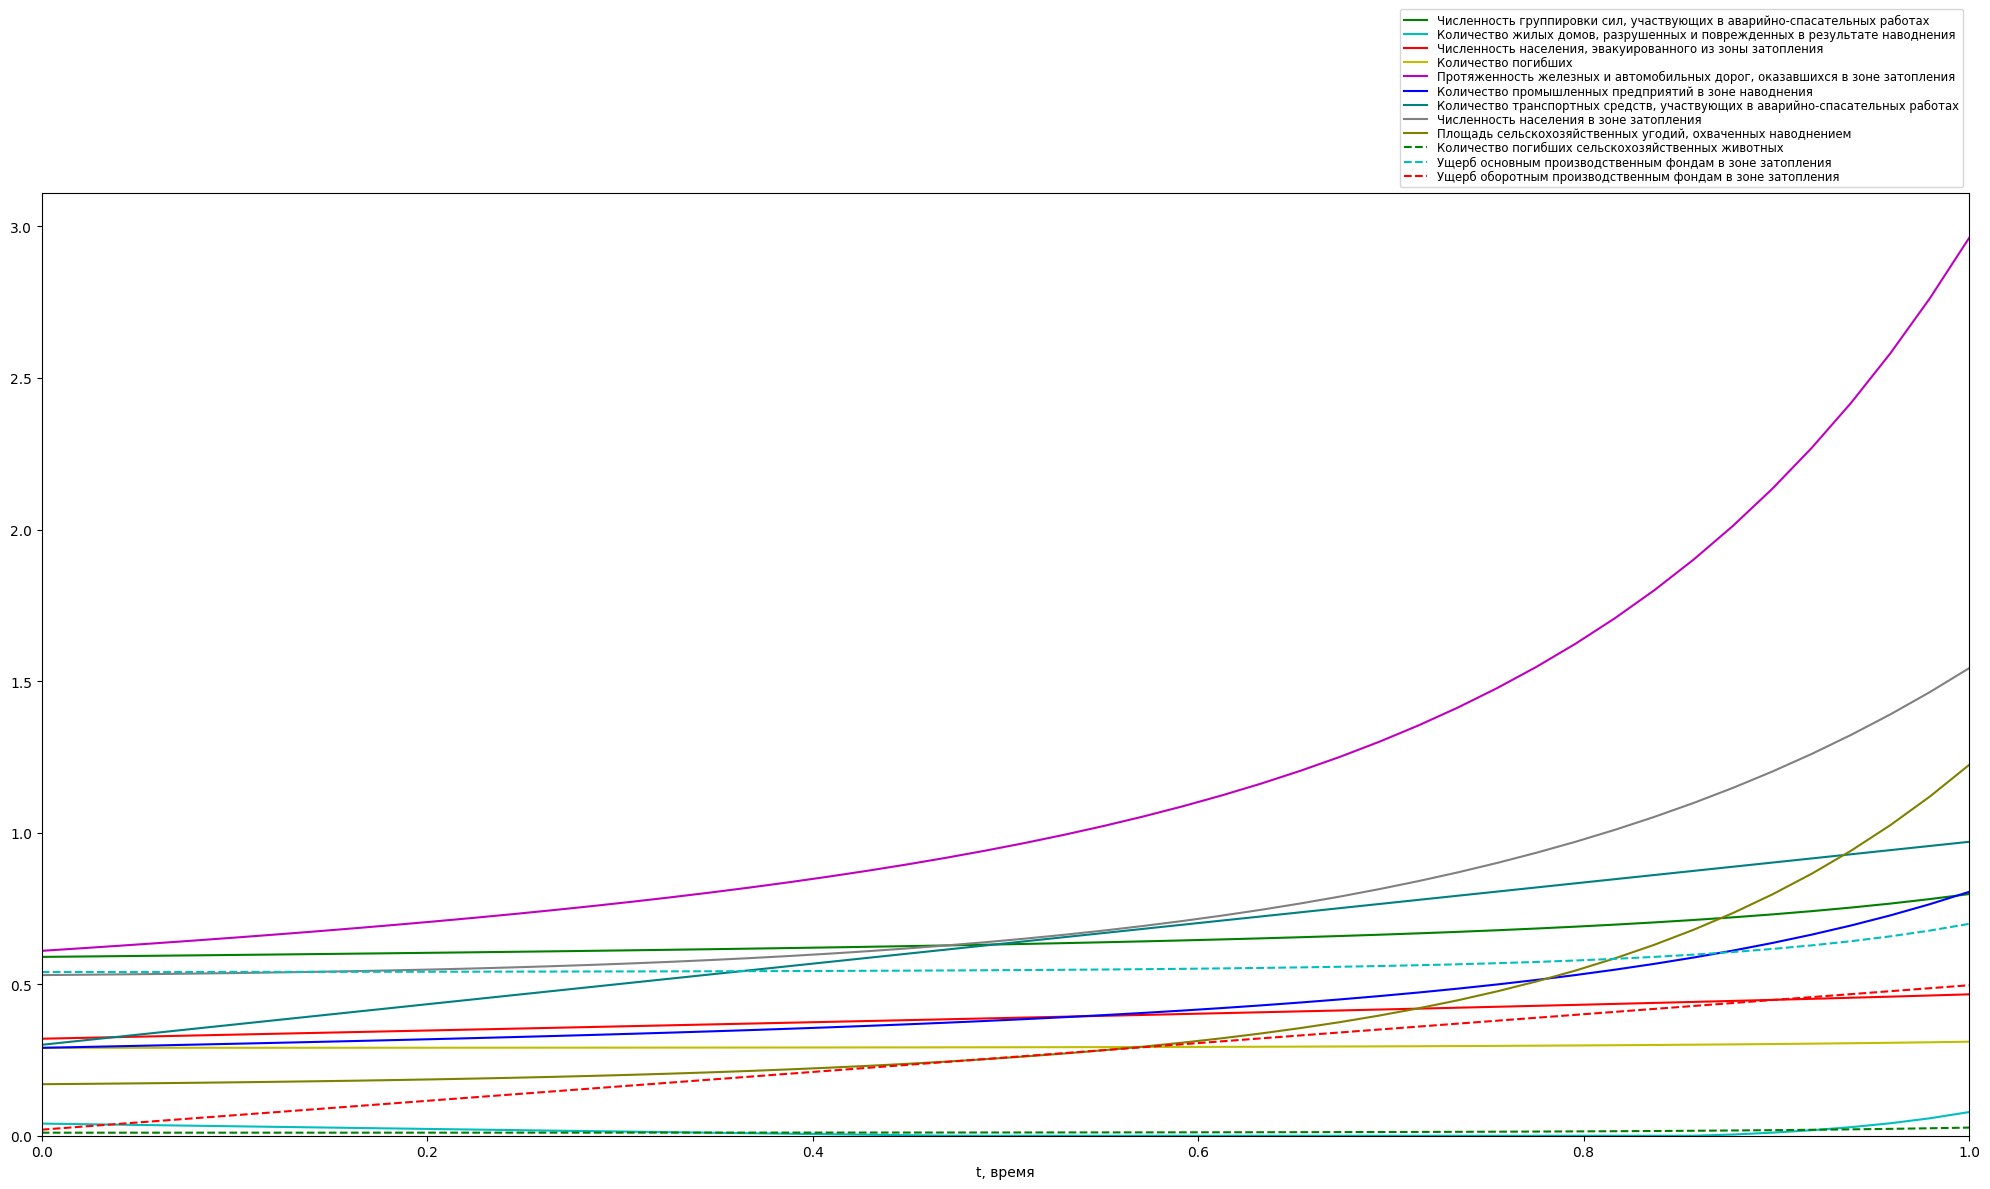 Численность группировки сил, участвующих в аварийно-спасательных работах
Количество жилых домов, разрушенных и поврежденных в результате наводнения
Численность населения, эвакуированного из зоны затопления
Количество погибших
Протяженность железных и автомобильных дорог, оказавшихся в зоне затопления
Количество промышленных предприятий в зоне наводнения
Количество транспортных средств, участвующих в аварийно-спасательных работах
Численность населения в зоне затопления
Площадь сельскохозяйственных угодий, охваченных наводнением
Количество погибших сельскохозяйственных животных
Ущерб основным производственным фондам в зоне затопления
Ущерб оборотным производственным фондам в зоне затопления
3.0
2.5
2.0
1.5
1.0
0.5
0.0
0.0 0.2 0.4 0.6 0.8 1.0
t, время